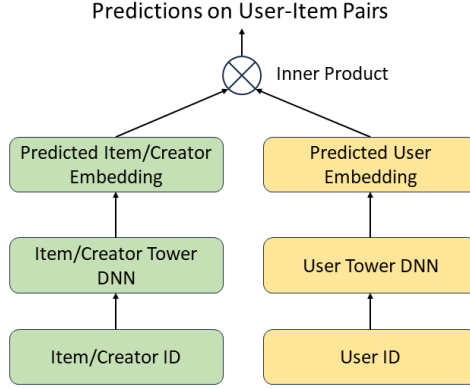 Predictions on User-Item Pairs
Inner Product
Predicted Item/Creator
Embedding
Predicted User
Embedding
Item/Creator Tower
DNN
User Tower DNN
Item/Creator ID
User ID